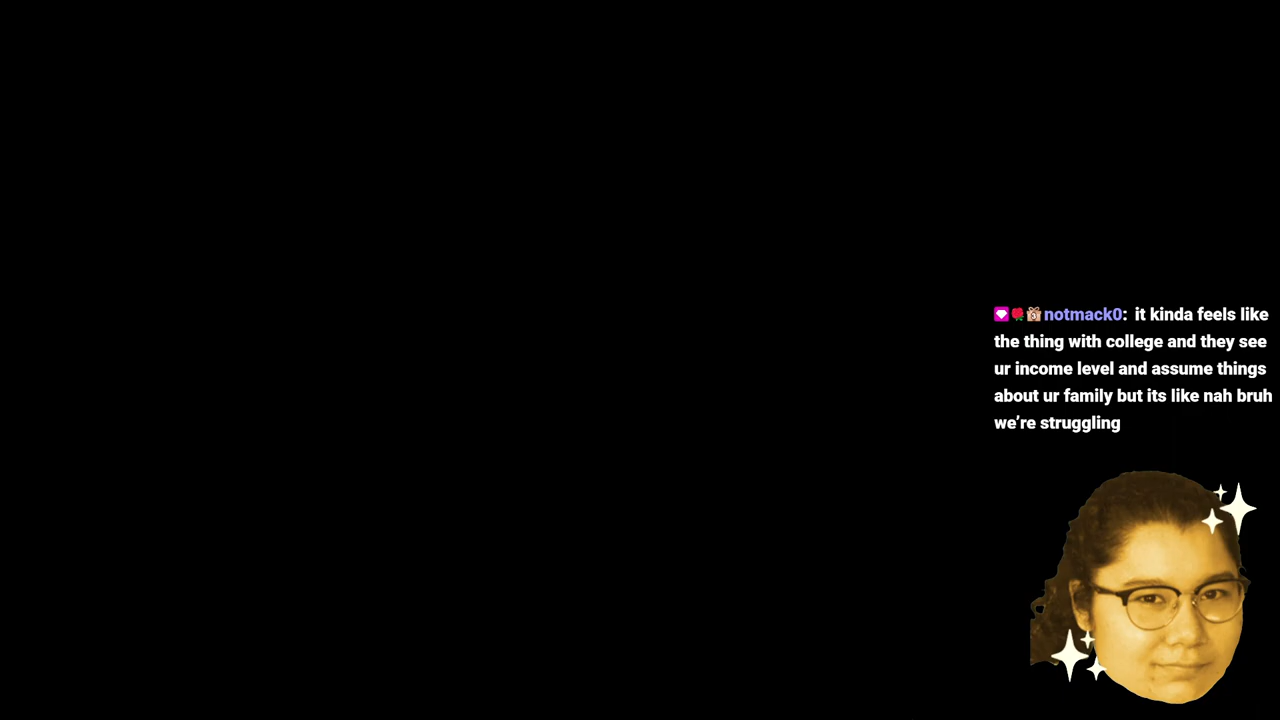 notmack0: it kinda feels like
the thing with college and they see
ur income level and assume things
about ur family but its like nah bruh
we’re struggling